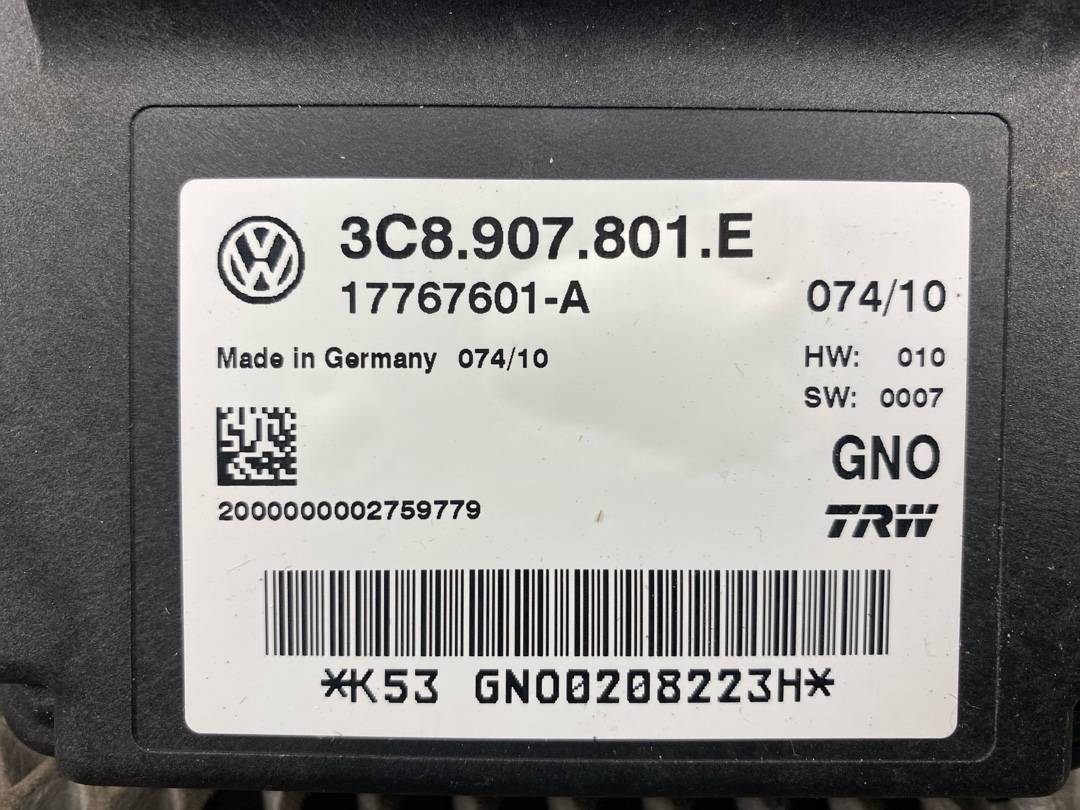 3C8.907.801.E
17767601-A 074/10
Made in Germany 074/10 HW: 010
SW: 0007
GNO
2000000002759779
TRW
*K53 GNO00208223H*